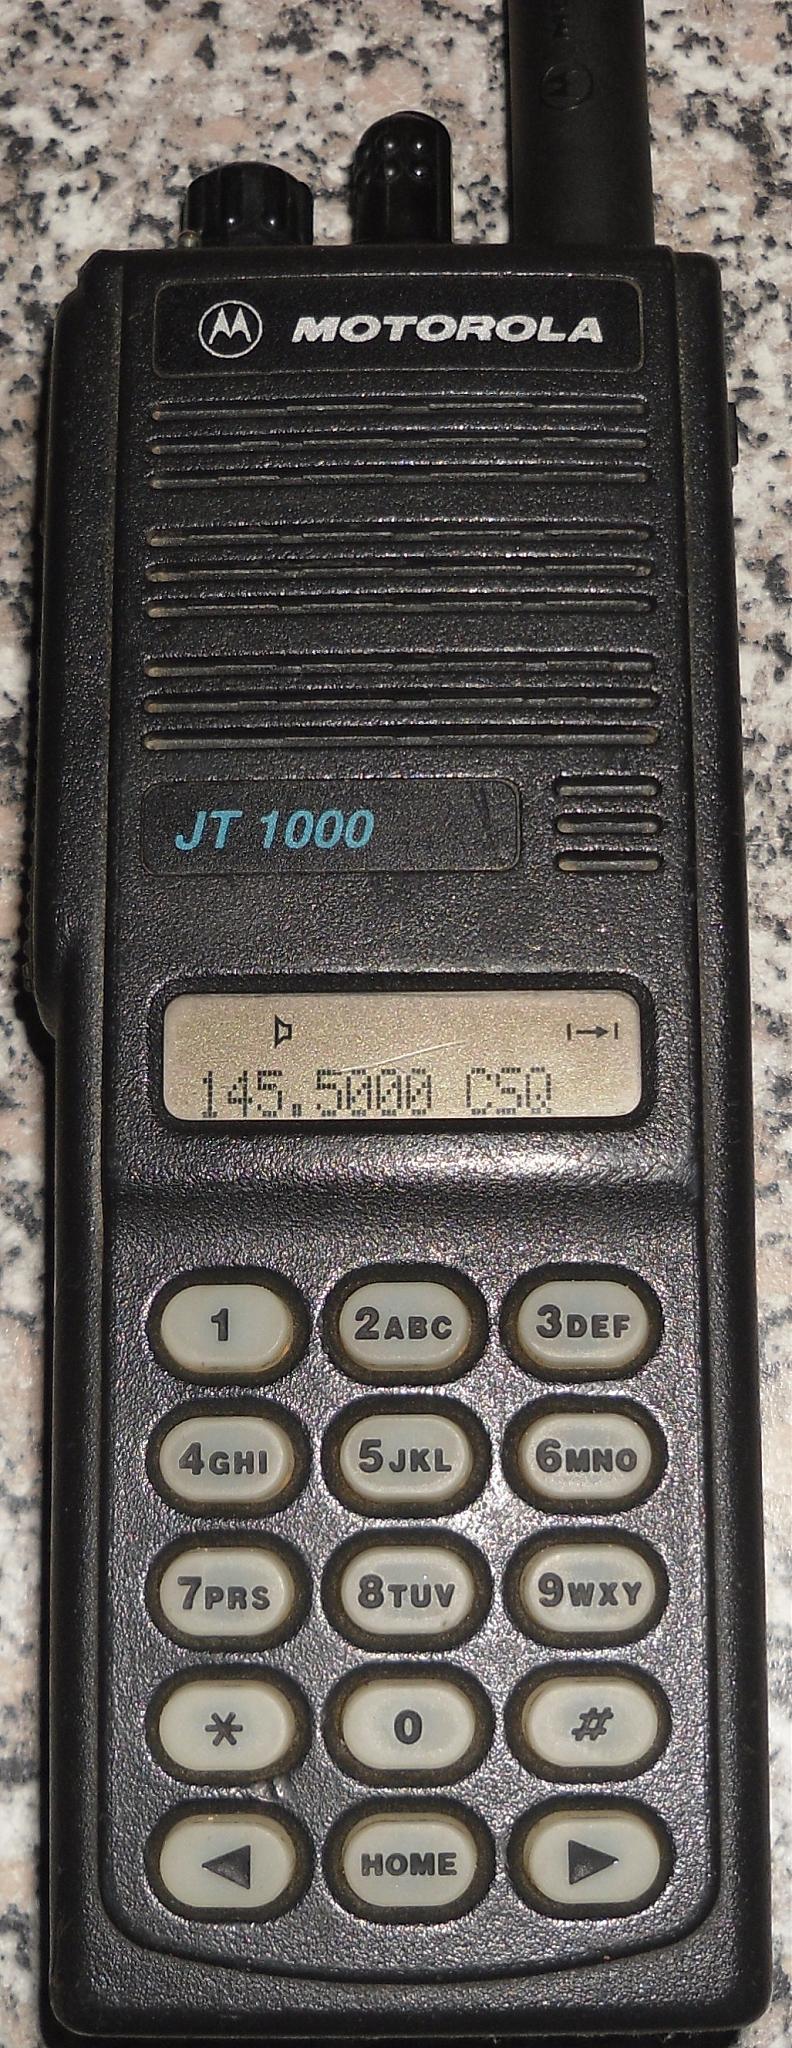 MOTOROLA
JT 1000
145.5000 CSQ
1 2ABC 3DEF
4GHI 5JKL 6MNO
7PRS 8TUV 9WXY
* 0 #
HOME